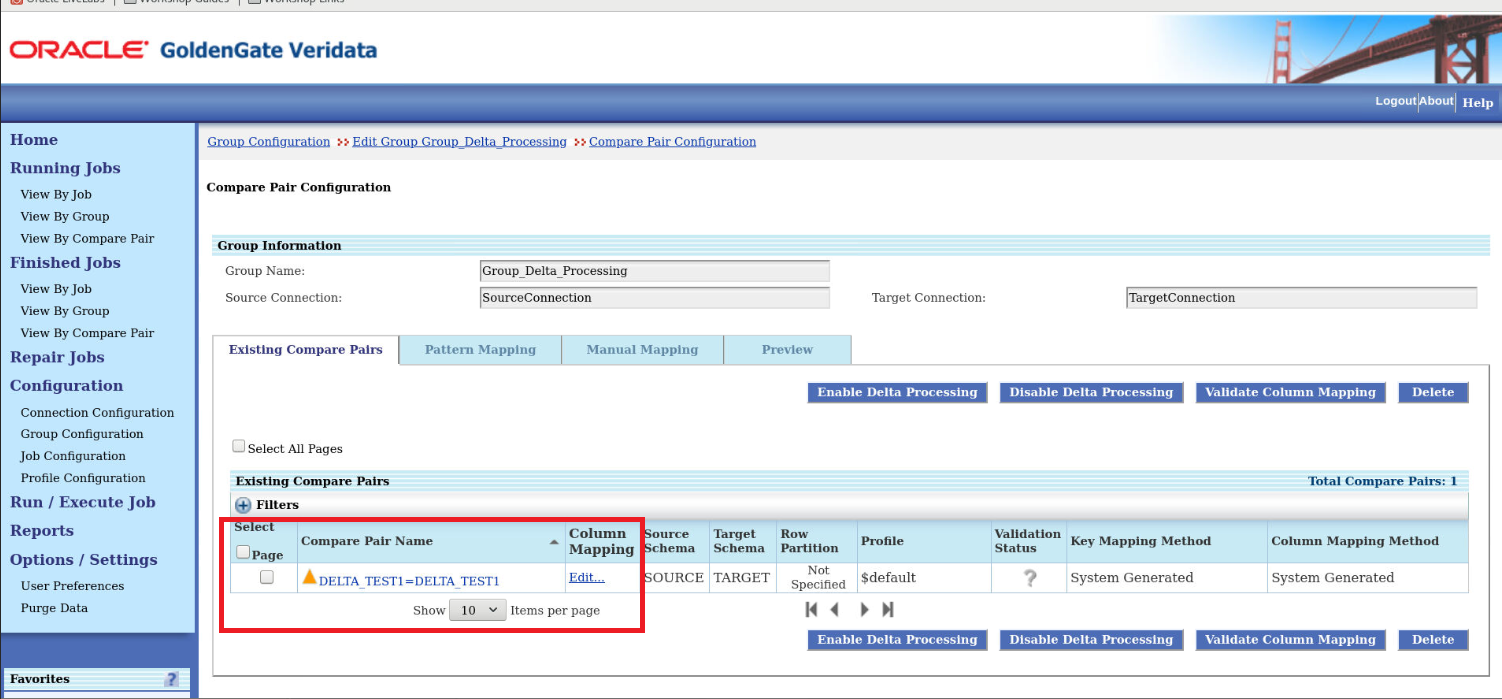 Oracle LiveLabs Workshop Guides Workshop Links
ORACLE GoldenGate Veridata
Logout About Help
Home
Running Jobs
View By Job
View By Group
View By Compare Pair
Finished Jobs
View By Job
View By Group
View By Compare Pair
Repair Jobs
Configuration
Connection Configuration
Group Configuration
Job Configuration
Profile Configuration
Run / Execute Job
Reports
Options / Settings
User Preferences
Purge Data
Favorites ?
Group Configuration Edit Group Group_Delta_Processing Compare Pair Configuration
Compare Pair Configuration
Group Information
Group Name: Group_Delta_Processing
Source Connection: SourceConnection Target Connection: TargetConnection
Existing Compare Pairs Pattern Mapping Manual Mapping Preview
Enable Delta Processing Disable Delta Processing Validate Column Mapping Delete
Select All Pages
Existing Compare Pairs Total Compare Pairs: 1
Filters
Select Page Compare Pair Name Column Mapping Source Schema Target Schema Row Partition Profile Validation Status Key Mapping Method Column Mapping Method
DELTA_TEST1=DELTA_TEST1 Edit... SOURCE TARGET Not Specified $default ? System Generated System Generated
Show 10 Items per page
Enable Delta Processing Disable Delta Processing Validate Column Mapping Delete